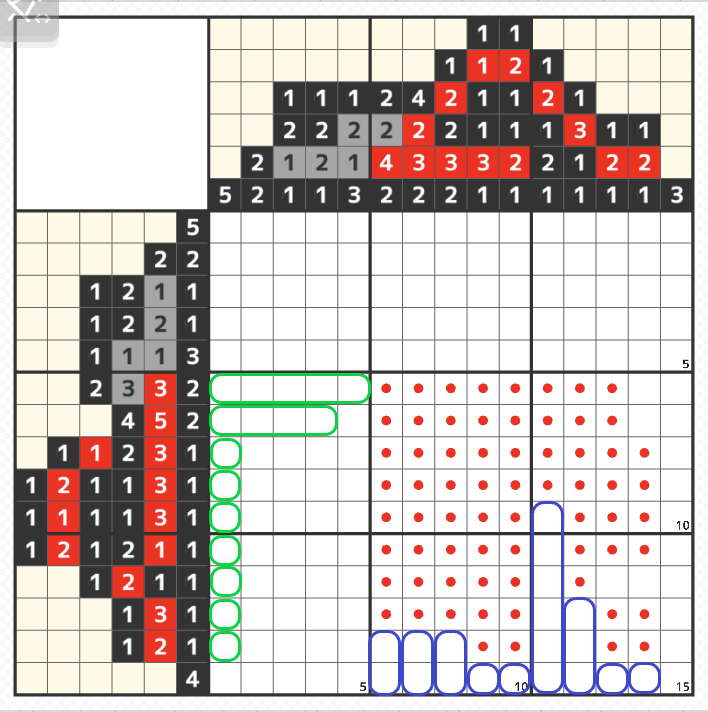 1 1
1 1 2 1
1 1 1 2 4 2 1 1 2 1
2 2 2 2 2 2 1 1 1 3 1 1
2 1 2 1 4 3 3 3 2 2 1 2 2
5 2 1 1 3 2 2 2 1 1 1 1 1 1 3
5
2 2
1 2 1 1
1 2 2 1
1 1 1 3
5
2 3 3 2
4 5 2
1 1 2 3 1
1 2 1 1 3 1
1 1 1 1 3 1
10
1 2 1 2 1 1
1 2 1 1
1 3 1
1 2 1
4
5 10 15